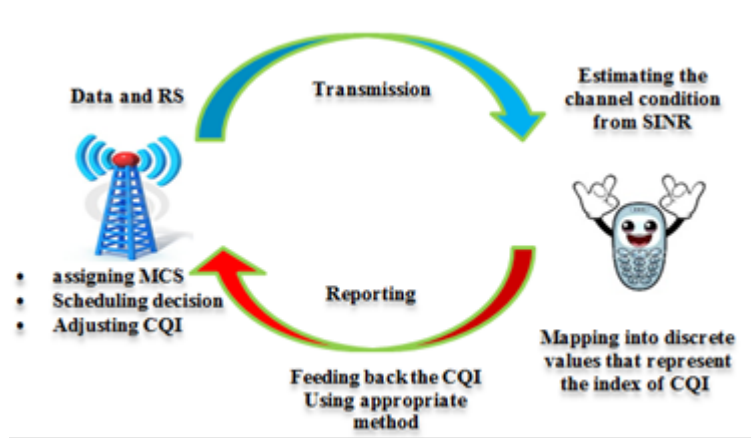 Data and RS
Transmission
Estimating the
channel condition
from SINR
• assigning MCS
• Scheduling decision
• Adjusting CQI
Reporting
Feeding back the CQI
Using appropriate
method
Mapping into discrete
values that represent
the index of CQI